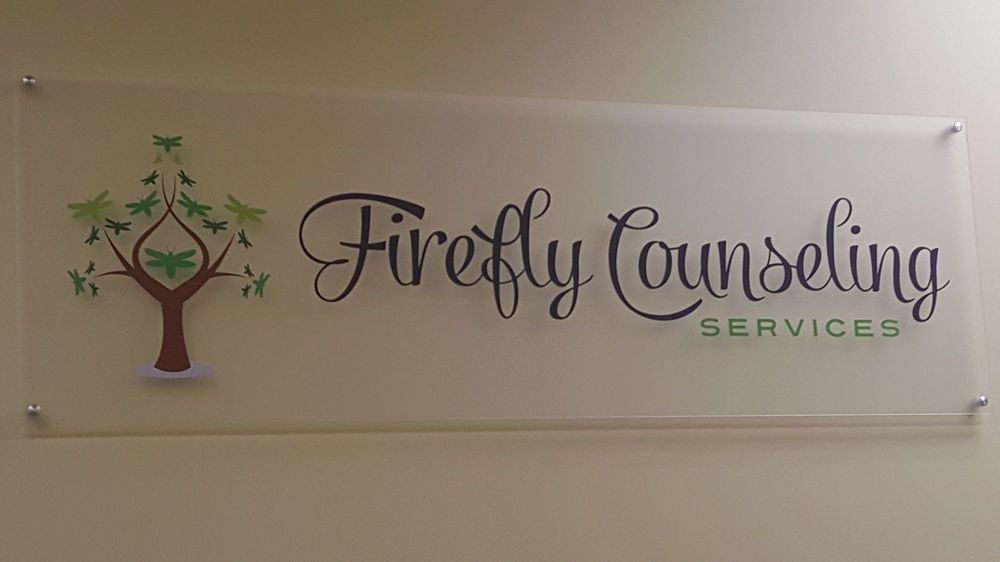 Firefly Counseling
SERVICES